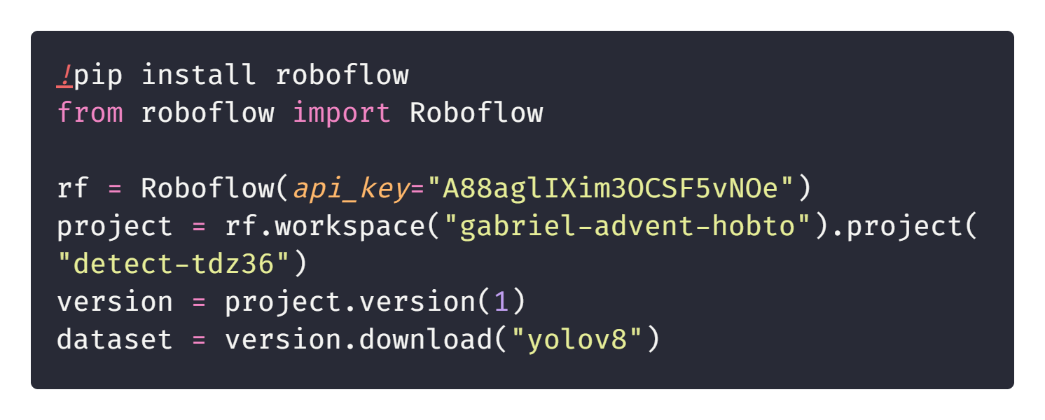 !pip install roboflow
from roboflow import Roboflow
rf = Roboflow(api_key="A88aglIXim3OCSF5vNOe")
project = rf.workspace("gabriel-advent-hobto").project(
"detect-tdz36")
version = project.version(1)
dataset = version.download("yolov8")